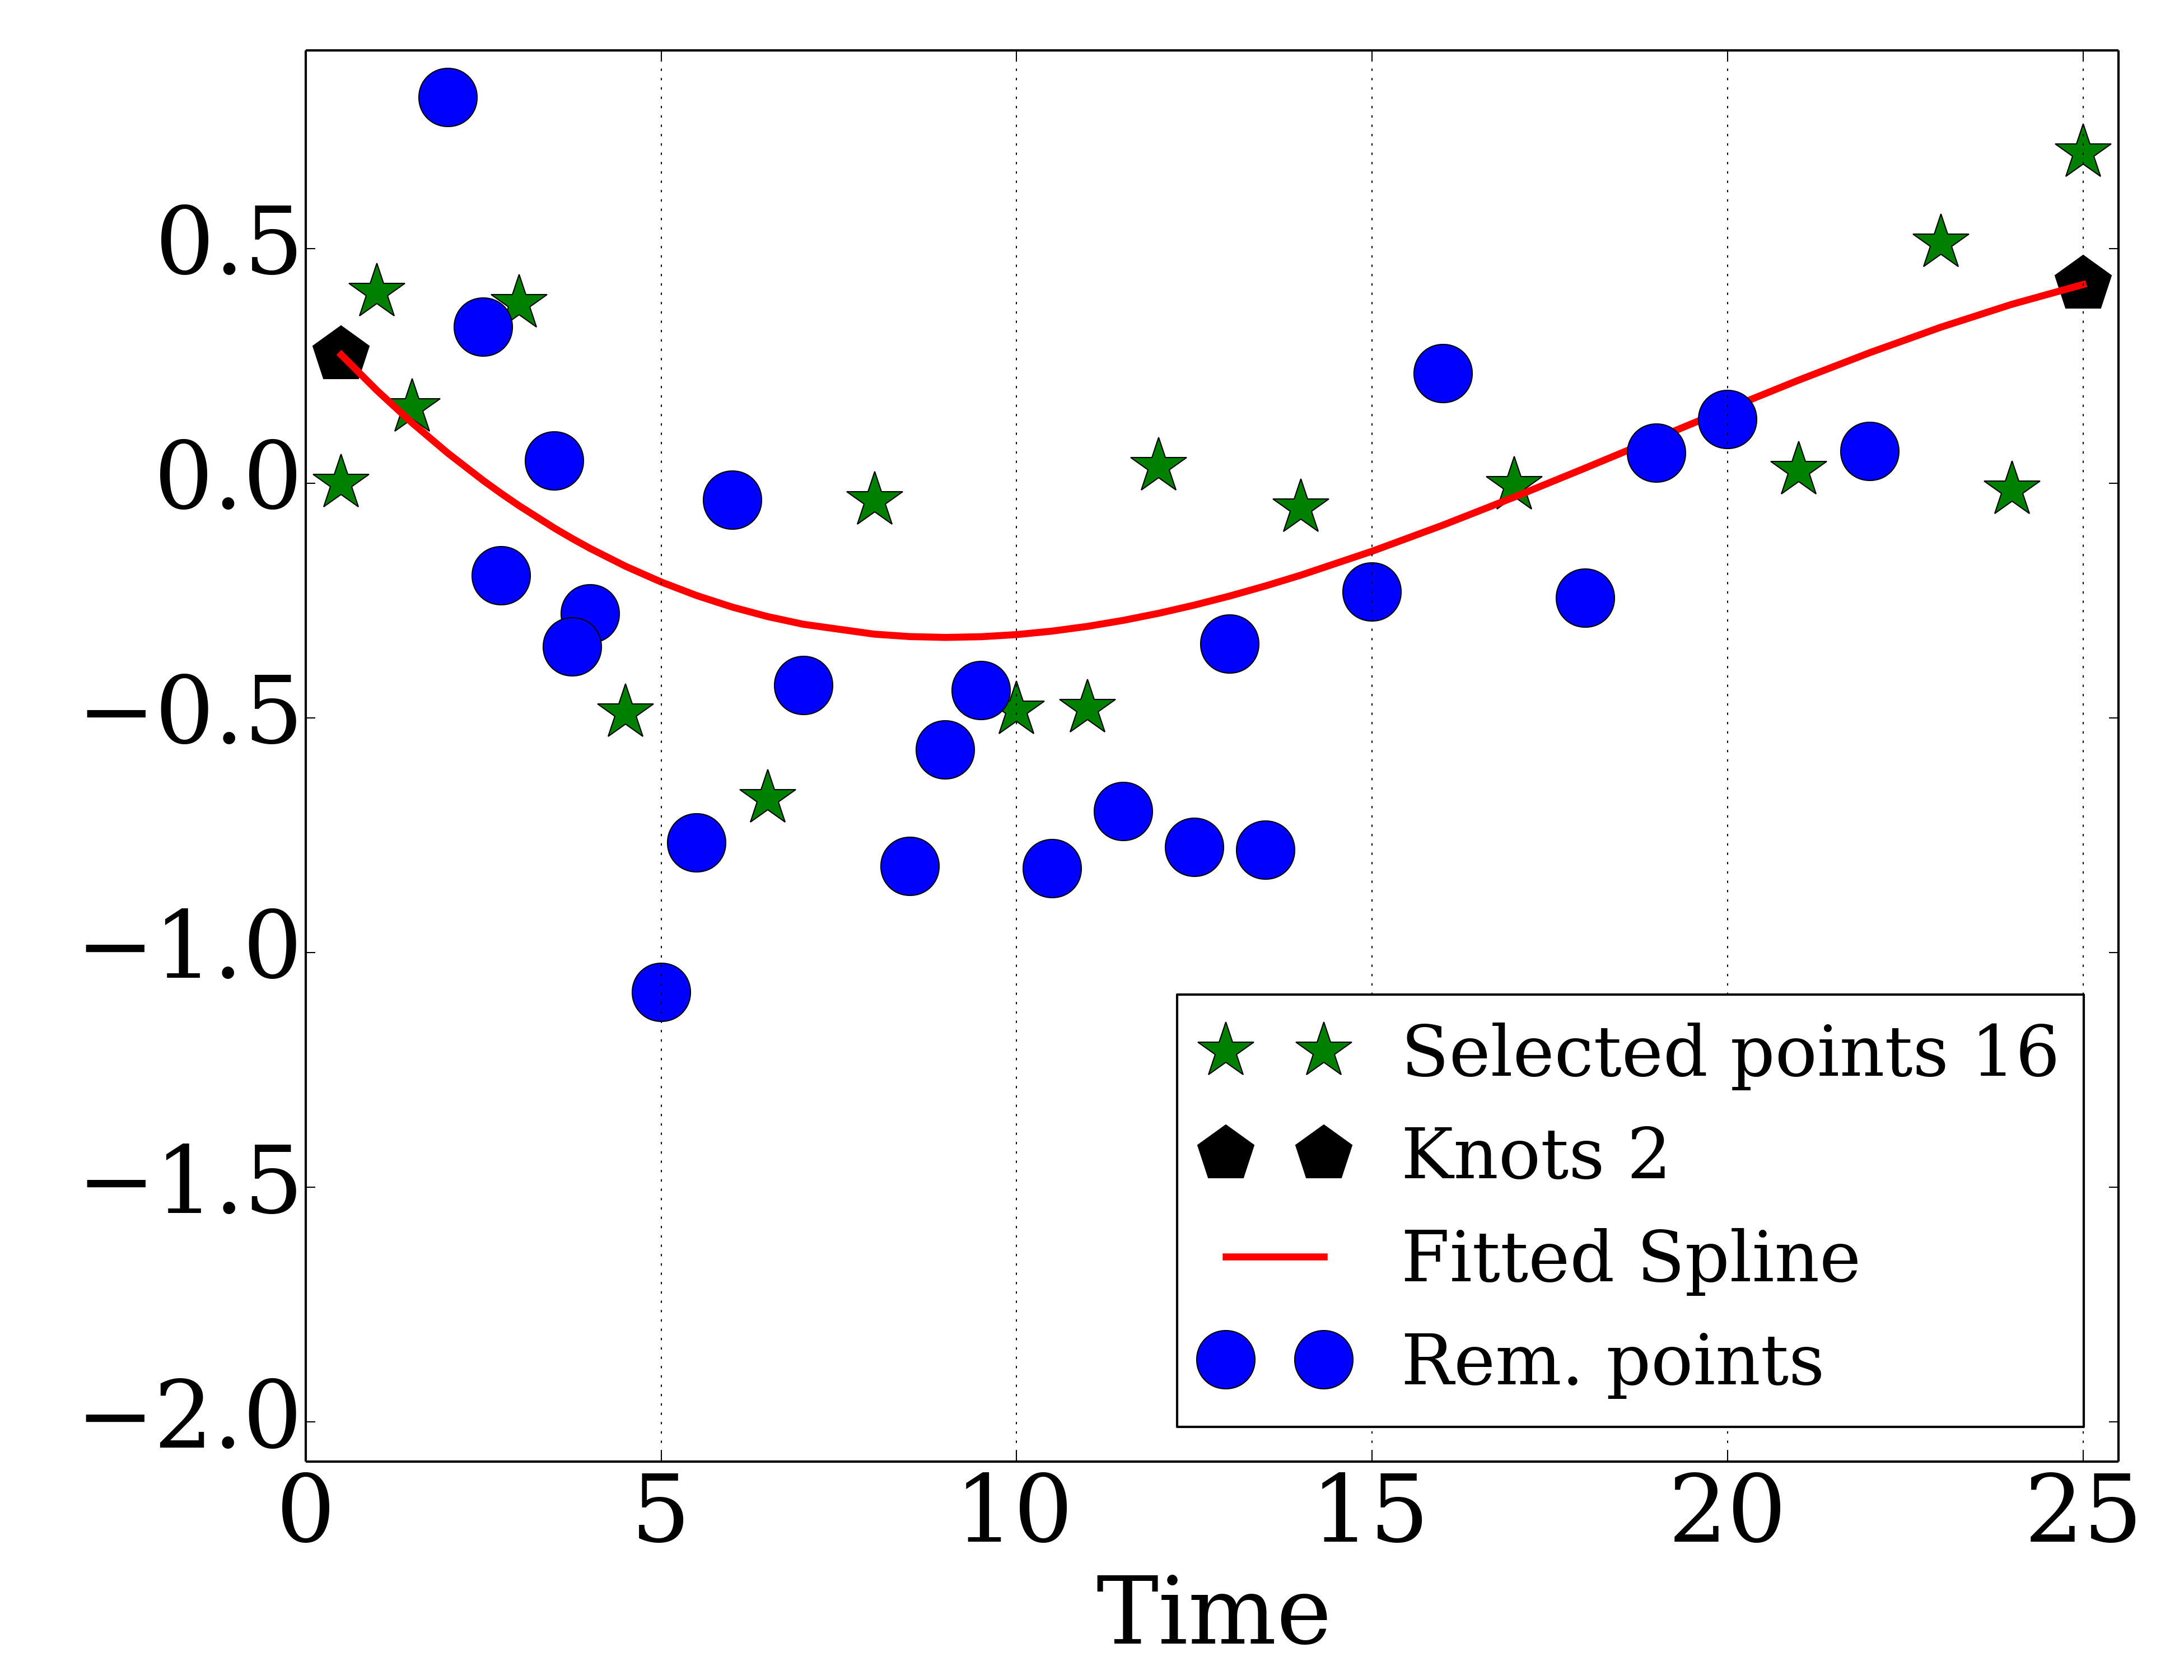 0.5
0.0
−0.5
−1.0
−1.5
−2.0
Selected points 16
Knots 2
Fitted Spline
Rem. points
0 5 10 15 20 25
Time